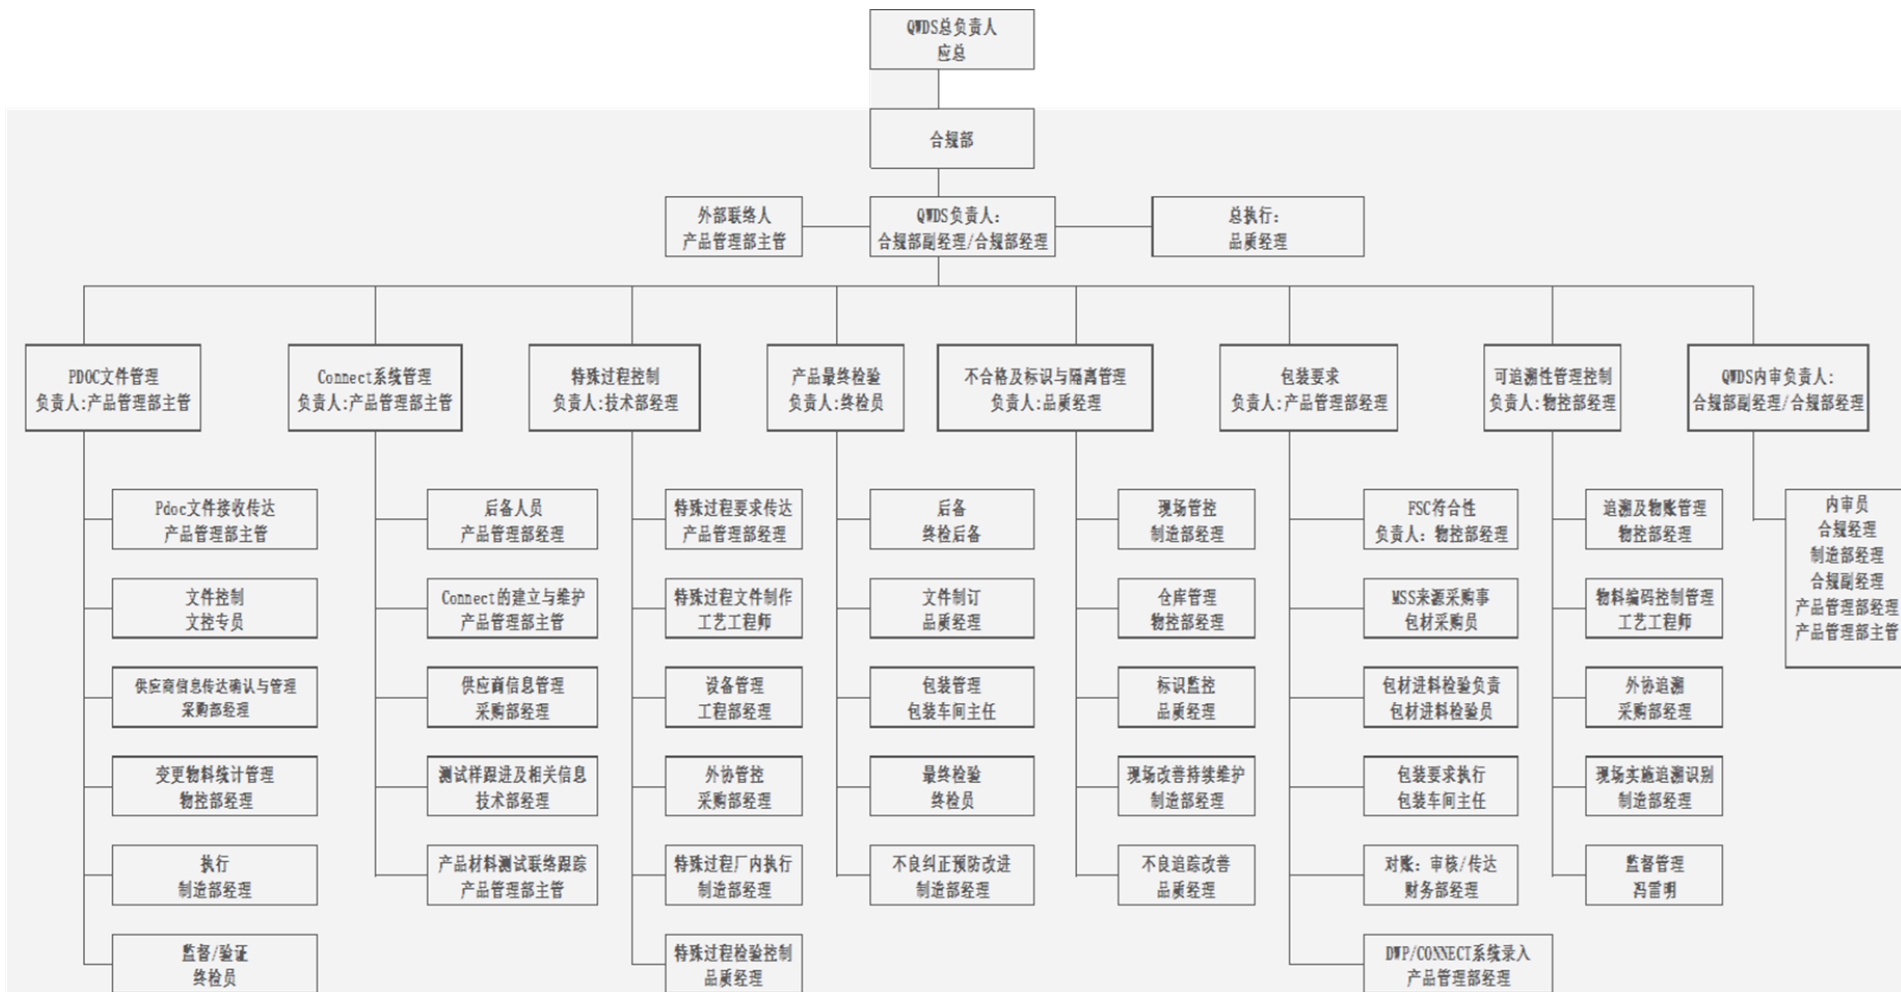 QWDS总负责人
应总
合规部
外部联络人
产品管理部主管
QWDS负责人:
合规部副经理/合规部经理
总执行:
品质经理
PDOC文件管理
负责人:产品管理部主管
Connect系统管理
负责人:产品管理部主管
特殊过程控制
负责人:技术部经理
产品最终检验
负责人:终检员
不合格及标识与隔离管理
负责人:品质经理
包装要求
负责人:产品管理部经理
可追溯性管理控制
负责人:物控部经理
QWDS内审负责人:
合规部副经理/合规部经理
Pdoc文件接收传达
产品管理部主管
文件控制
文控专员
供应商信息传达确认与管理
采购部经理
变更物料统计管理
物控部经理
执行
制造部经理
监督/验证
终检员
后备人员
产品管理部经理
Connect的建立与维护
产品管理部主管
供应商信息管理
采购部经理
测试样跟进及相关信息
技术部经理
产品材料测试联络跟踪
产品管理部主管
特殊过程要求传达
产品管理部经理
特殊过程文件制作
工艺工程师
设备管理
工程部经理
外协管控
采购部经理
特殊过程厂内执行
制造部经理
特殊过程检验控制
品质经理
后备
终检后备
文件制订
品质经理
包装管理
包装车间主任
最终检验
终检员
不良纠正预防改进
制造部经理
现场管控
制造部经理
仓库管理
物控部经理
标识监控
品质经理
现场改善持续维护
制造部经理
不良追踪改善
品质经理
FSC符合性
负责人: 物控部经理
MSS来源采购事
包材采购员
包材进料检验负责
包材进料检验员
包装要求执行
包装车间主任
对账: 审核/传达
财务部经理
DWP/CONNECT系统录入
产品管理部经理
追溯及物账管理
物控部经理
物料编码控制管理
工艺工程师
外协追溯
采购部经理
现场实施追溯识别
制造部经理
监督管理
冯雷明
内审员
合规经理
制造部经理
合规副经理
产品管理部经理
产品管理部主管